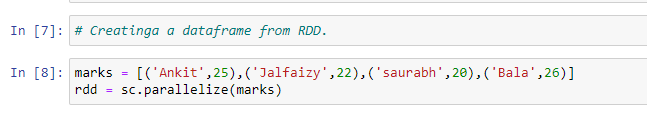 In [7]: # Creatinga a dataframe from RDD.
In [8]: marks = [('Ankit',25),('Jalfaizy',22),('saurabh',20),('Bala',26)]
rdd = sc.parallelize(marks)